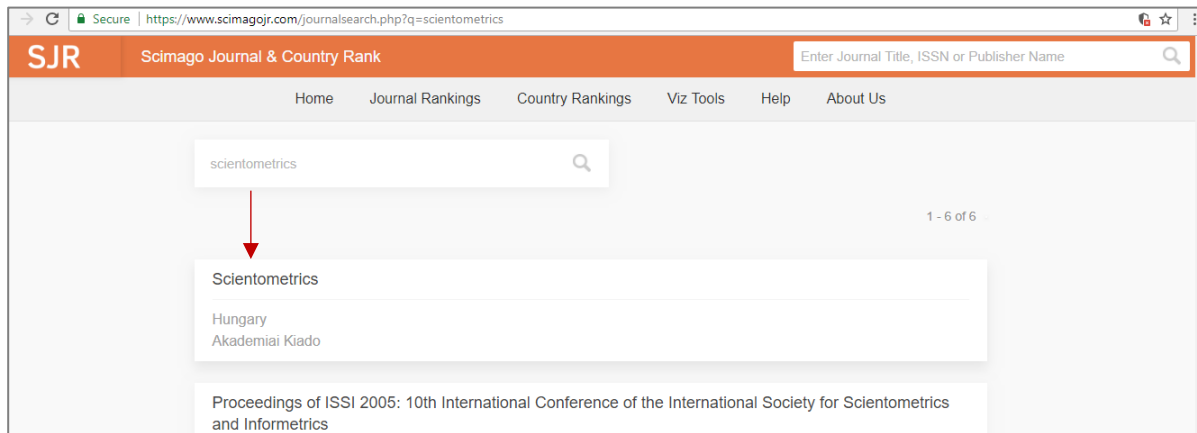 Secure | https://www.scimagojr.com/journalsearch.php?q=scientometrics
SJR Scimago Journal & Country Rank Enter Journal Title, ISSN or Publisher Name
Home Journal Rankings Country Rankings Viz Tools Help About Us
scientometrics
1 - 6 of 6
Scientometrics
Hungary
Akademiai Kiado
Proceedings of ISSI 2005: 10th International Conference of the International Society for Scientometrics
and Informetrics